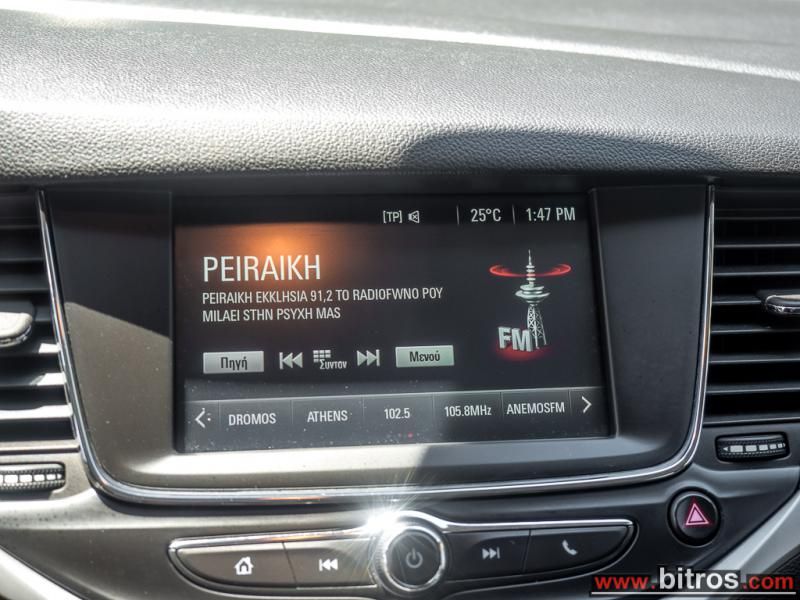 [TP] 25°C 1:47 PM
PEIRAIKH
PEIRAIKH EKKLHSIA 91,2 TO RADIOFWNO POY
MILAEI STHN PSYXH MAS
FM
Πηγή Συντον Μενού
DROMOS ATHENS 102.5 105.8MHz ANEMOSFM
www.bitros.com